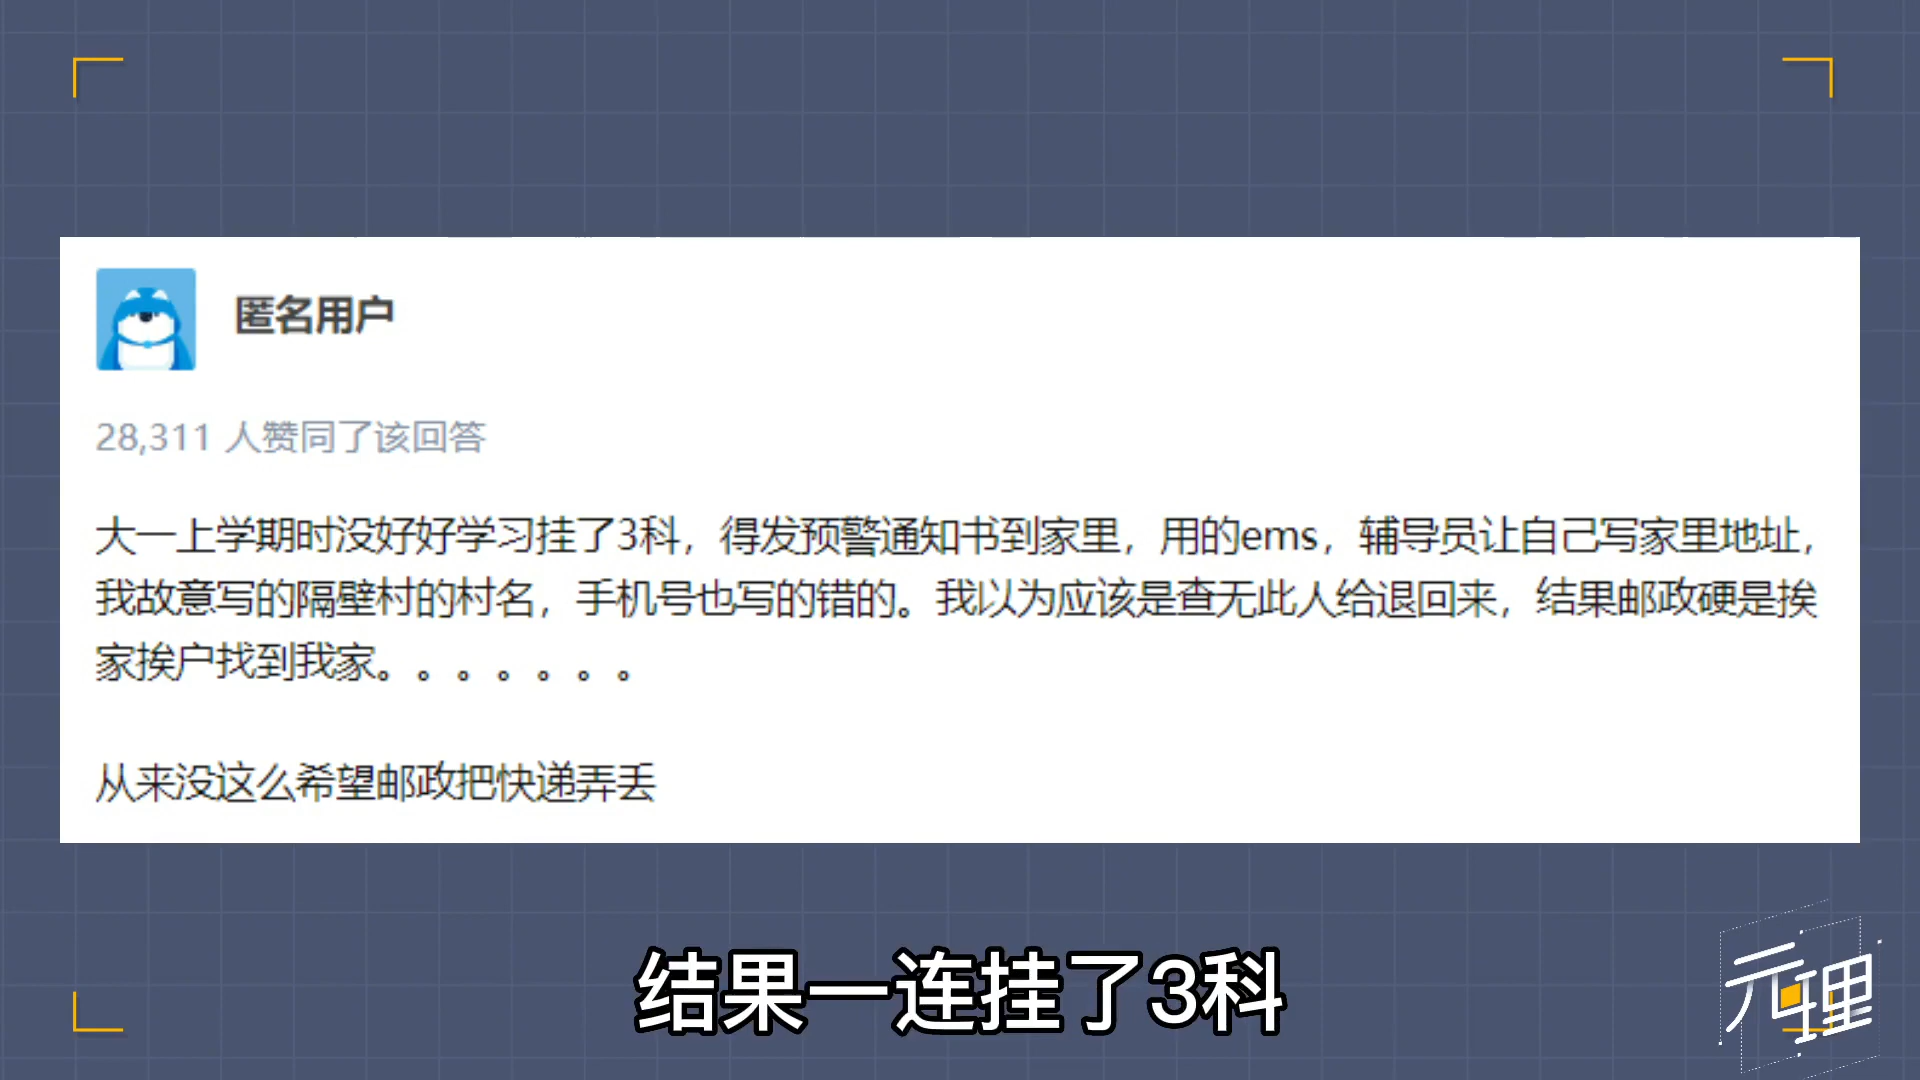 匿名用户
28,311 人赞同了该回答
大一上学期时没好好学习挂了3科，得发预警通知书到家里，用的ems，辅导员让自己写家里地址，
我故意写的隔壁村的村名，手机号也写的错的。我以为应该是查无此人给退回来，结果邮政硬是挨
家挨户找到我家。。。。。。。
从来没这么希望邮政把快递弄丢
结果一连挂了3科
元理